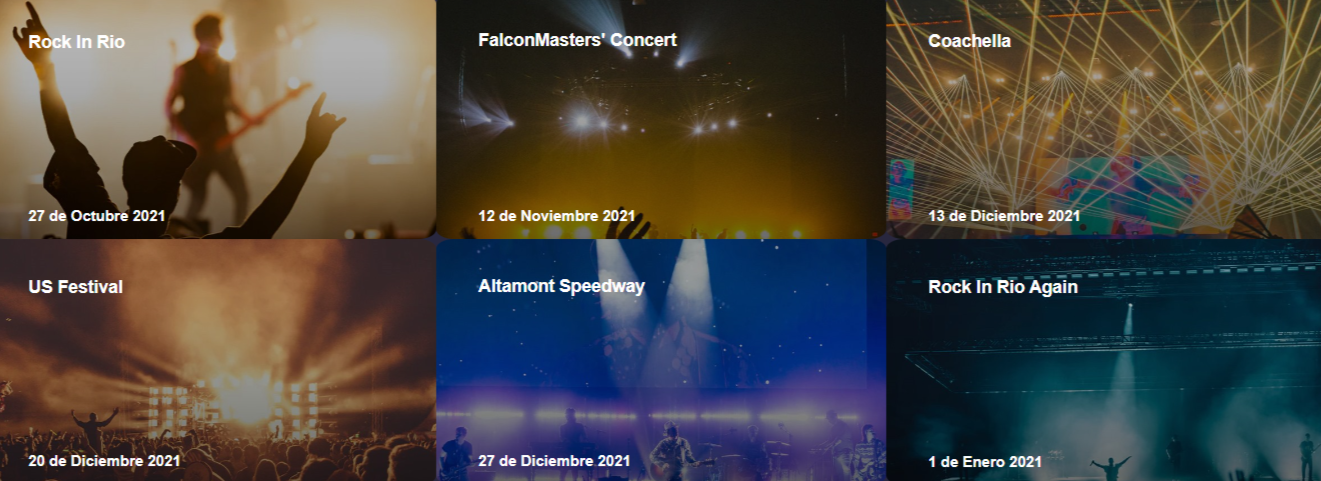 Rock In Rio
FalconMasters' Concert
Coachella
27 de Octubre 2021
12 de Noviembre 2021
13 de Diciembre 2021
US Festival
Altamont Speedway
Rock In Rio Again
20 de Diciembre 2021
27 de Diciembre 2021
1 de Enero 2021